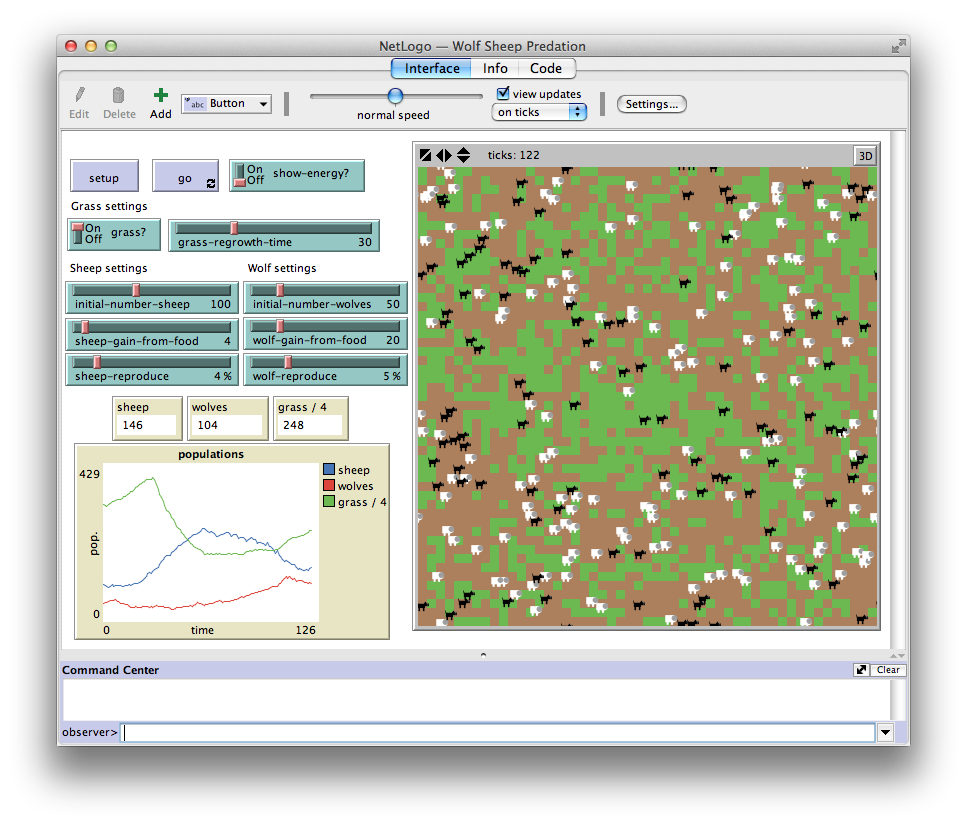 NetLogo — Wolf Sheep Predation
Interface Info Code
Edit Delete Add abc Button normal speed view updates on ticks Settings...
ticks: 122 3D
setup go On Off show-energy?
Grass settings
On Off grass? grass-regrowth-time 30
Sheep settings Wolf settings
initial-number-sheep 100 initial-number-wolves 50
sheep-gain-from-food 4 wolf-gain-from-food 20
sheep-reproduce 4 % wolf-reproduce 5 %
sheep wolves grass / 4
146 104 248
populations
429
pop.
0
0 time 126
sheep
wolves
grass / 4
Command Center Clear
observer>